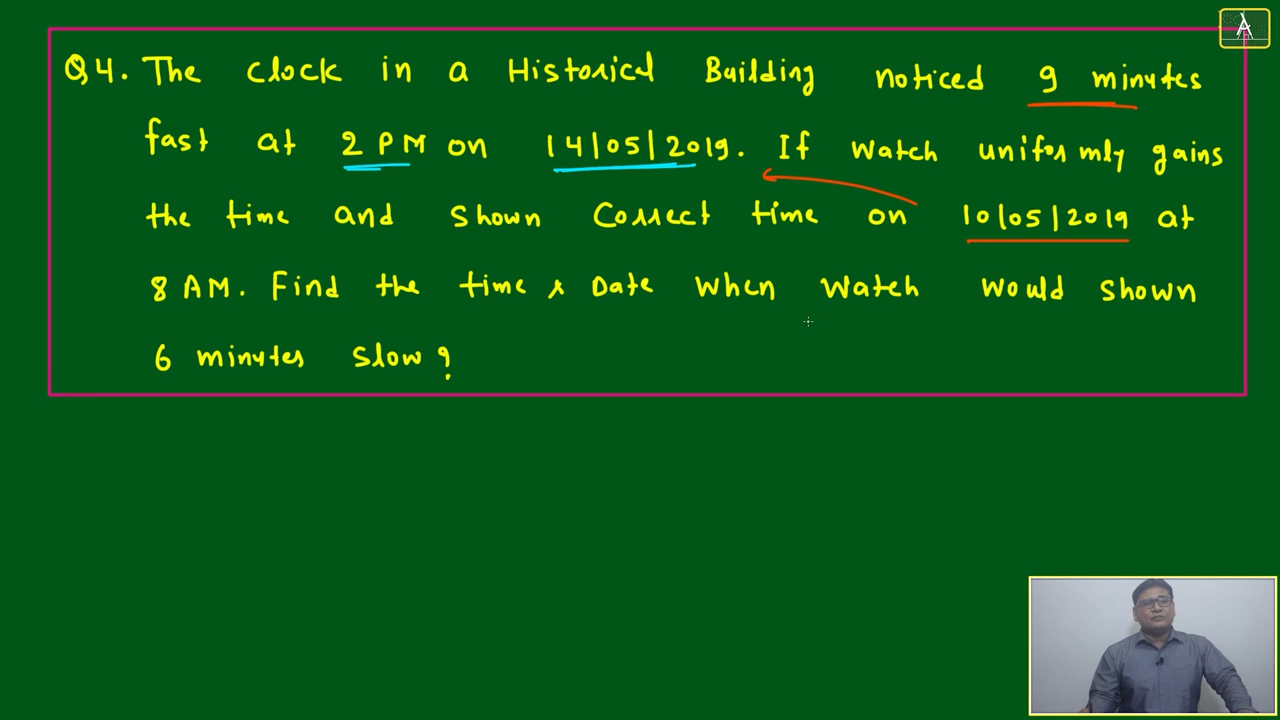 Q4. The clock in a Historical Building noticed 9 minutes
fast at 2 PM on 14/05/2019. If Watch uniformly gains
the time and shown Correct time on 10/05/2019 at
8 AM. Find the time & Date when Watch would shown
6 minutes slow?